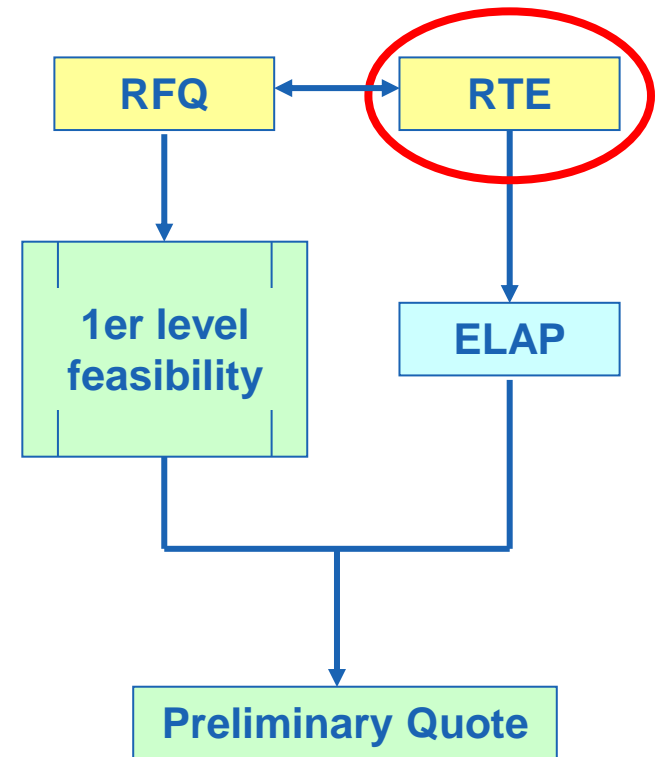 RFQ
RTE
1er level
feasibility
ELAP
Preliminary Quote